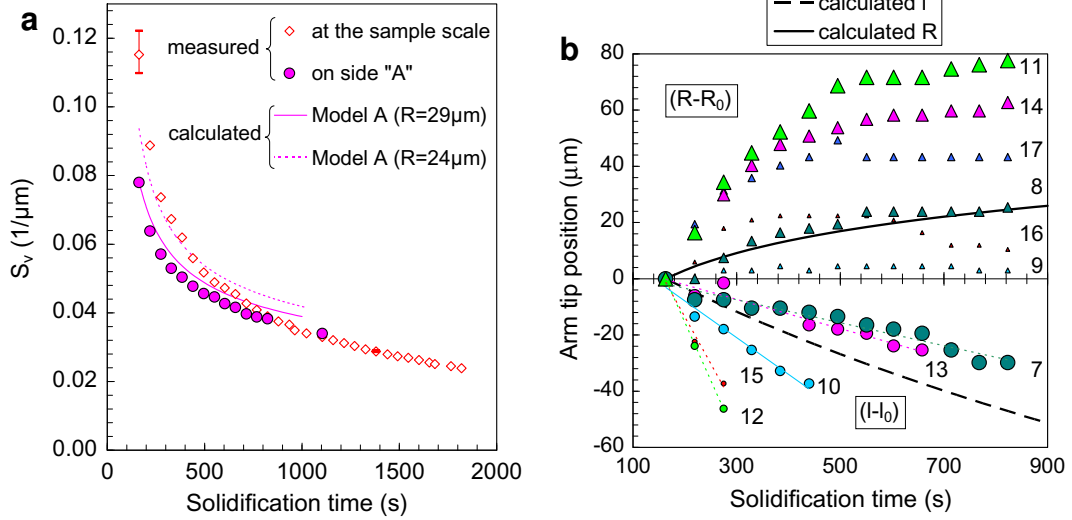 a
0.12
0.10
0.08
0.06
0.04
0.02
0.00
S_v (1/µm)
measured
at the sample scale
on side "A"
calculated
Model A (R=29µm)
Model A (R=24µm)
0 500 1000 1500 2000
Solidification time (s)
calculated l
calculated R
b
80
60
40
20
0
-20
-40
-60
Arm tip position (µm)
(R-R₀)
11
14
17
8
16
9
7
13
10
15
12
(l-l₀)
100 300 500 700 900
Solidification time (s)